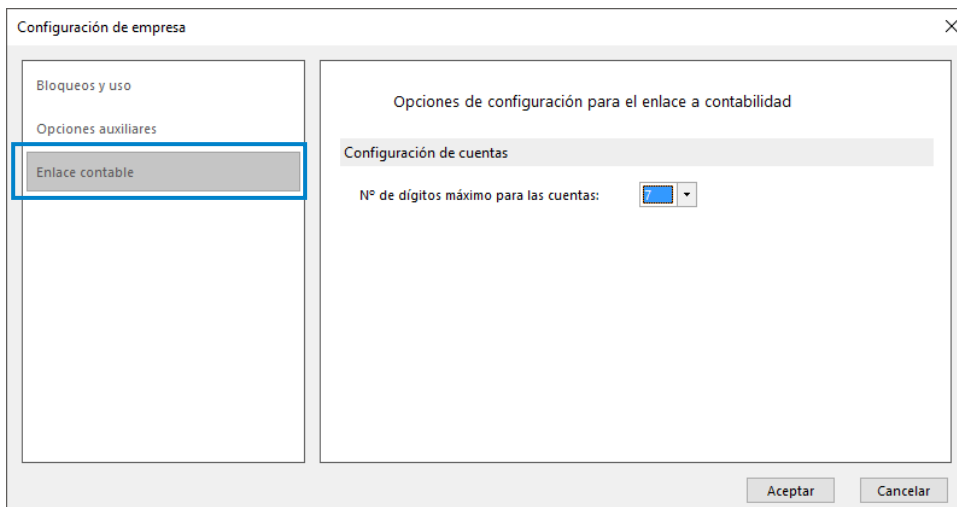 Configuración de empresa
Bloqueos y uso
Opciones auxiliares
Enlace contable
Opciones de configuración para el enlace a contabilidad
Configuración de cuentas
Nº de dígitos máximo para las cuentas: 7
Aceptar Cancelar